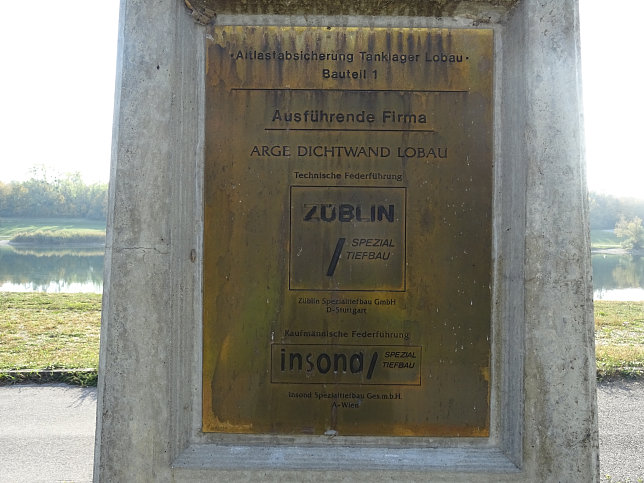 ·Altlastabsicherung Tanklager Lobau·
Bauteil 1
Ausführende Firma
ARGE DICHTWAND LOBAU
Technische Federführung
ZÜBLIN
SPEZIAL
TIEFBAU
Züblin Spezialtiefbau GmbH
D-Stuttgart
Kaufmännische Federführung
insond
SPEZIAL
TIEFBAU
Insond Spezialtiefbau Ges.m.b.H.
A-Wien